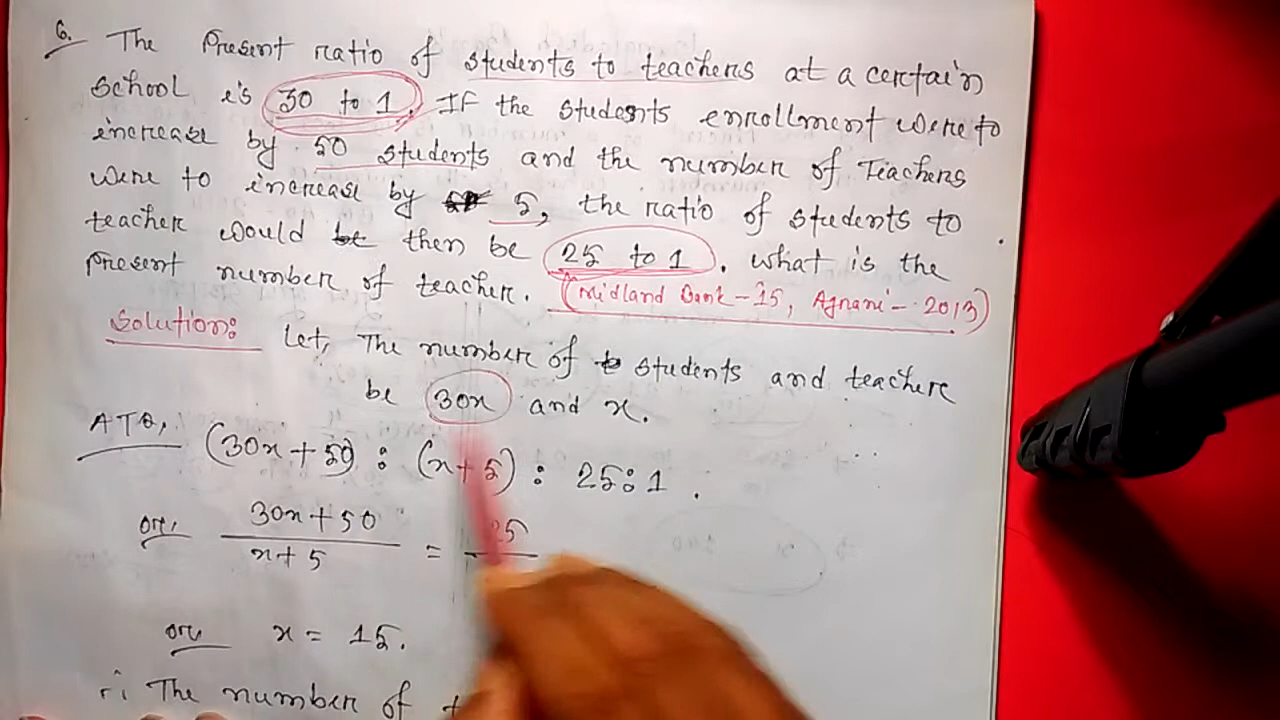 6. The Present ratio of students to teachers at a certain
School is 30 to 1. If the students enrollment were to
increase by 50 students and the number of Teachers
were to increase by 5, the ratio of students to
teacher would be then be 25 to 1. what is the
Present number of teacher. (Midland Bank-15, Agrani-2013)
Solution: Let, The number of students and teacher
be 30x and x.
ATQ, (30x+50) : (x+5) : 25:1.
or, 30x+50 / x+5 = 25
or x = 15.
∴ The number of